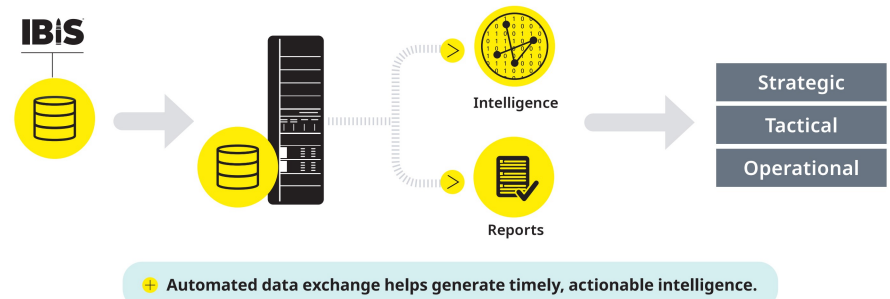 IBIS
Intelligence
Reports
Strategic
Tactical
Operational
Automated data exchange helps generate timely, actionable intelligence.